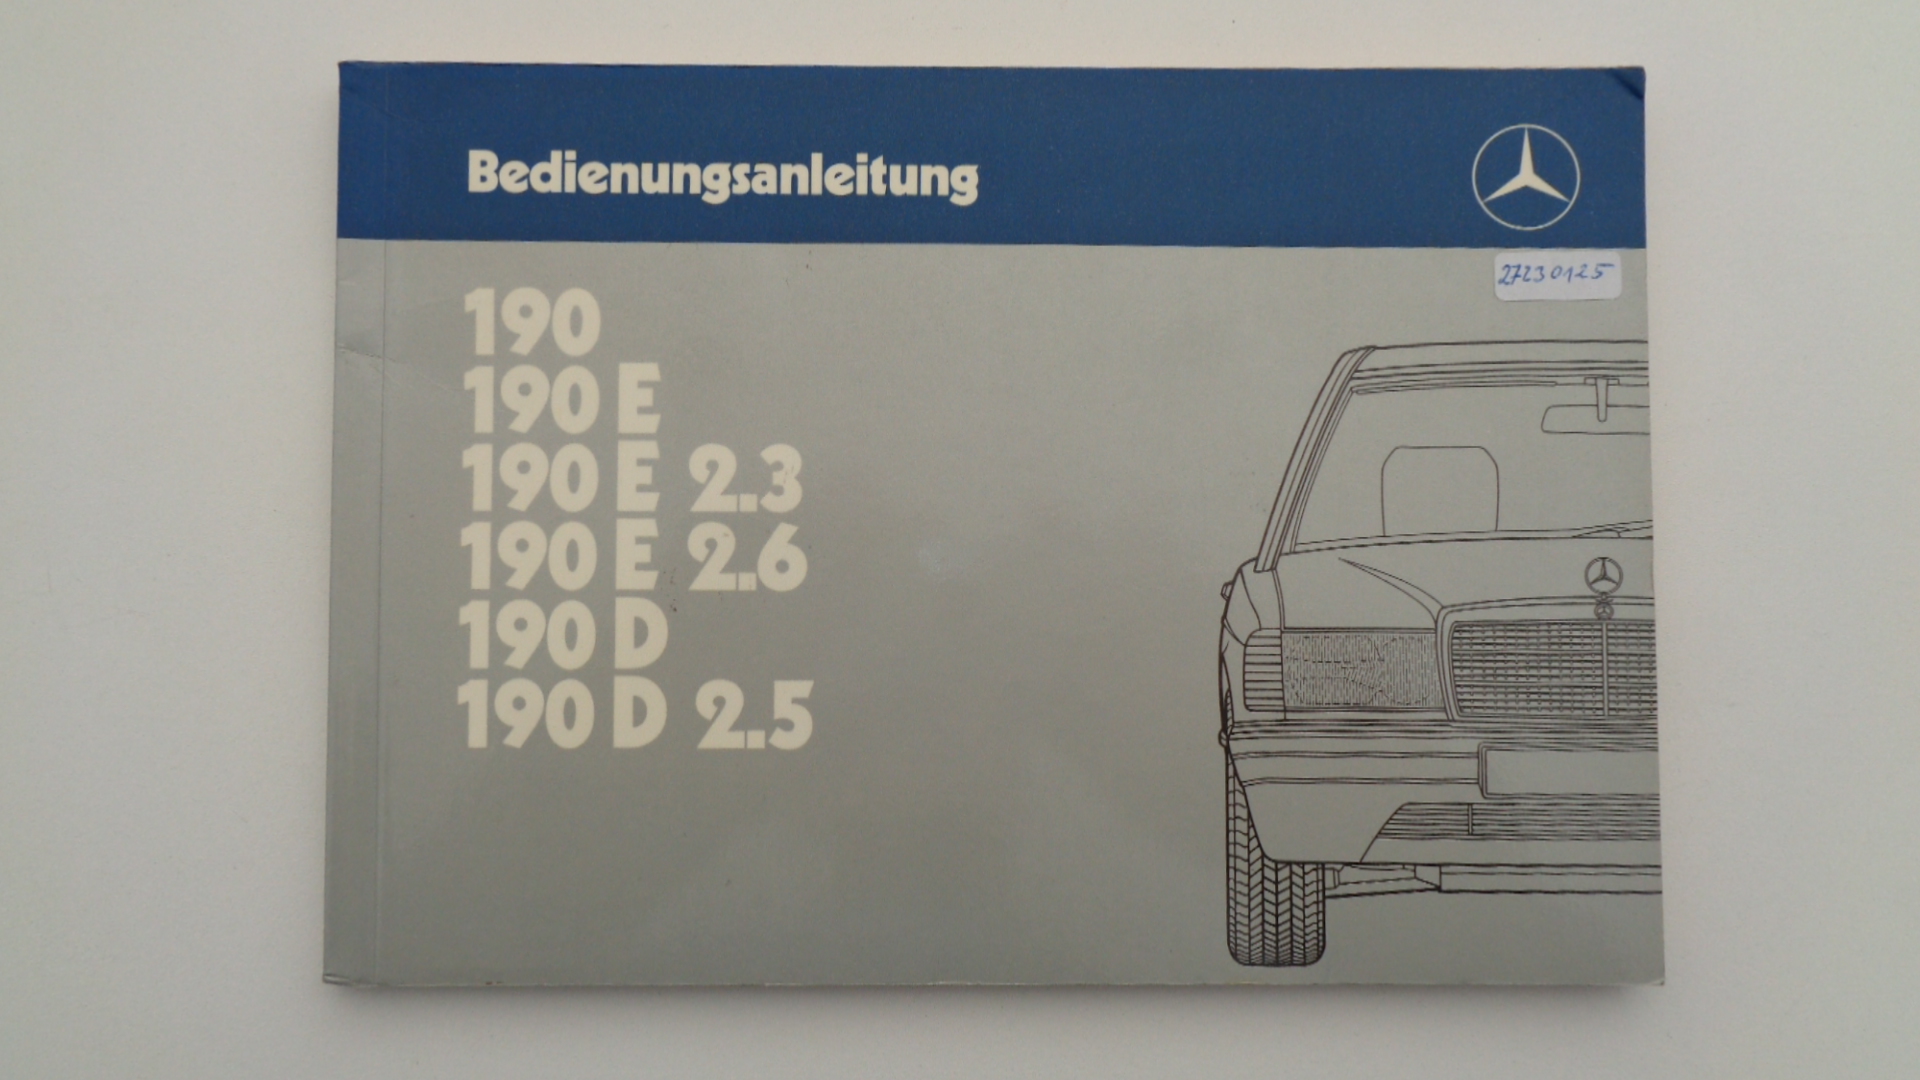 Bedienungsanleitung
27230125
190
190 E
190 E 2.3
190 E 2.6
190 D
190 D 2.5